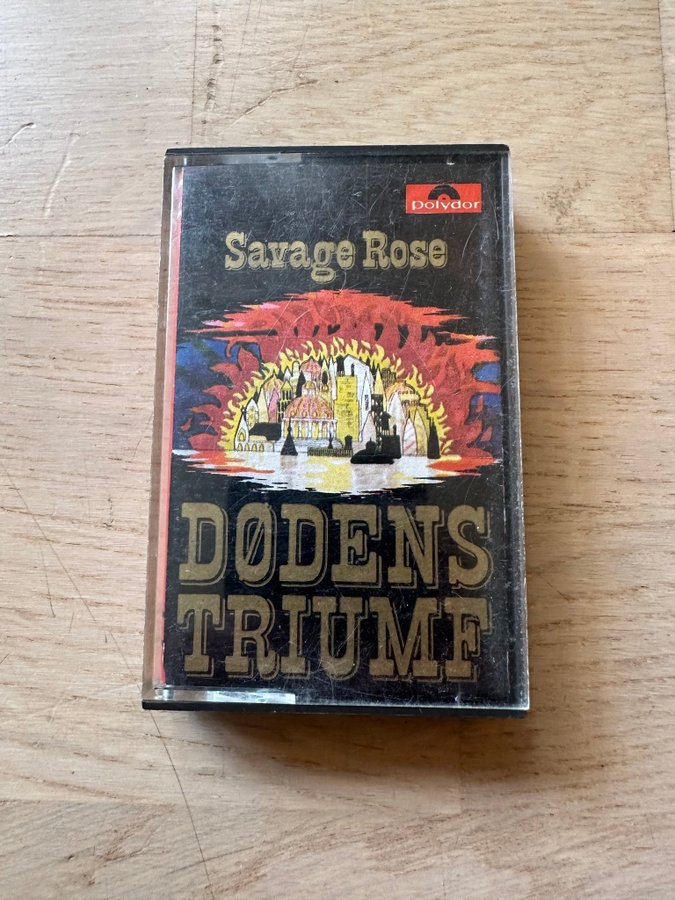 polydor
Savage Rose
DØDENS
TRIUMF